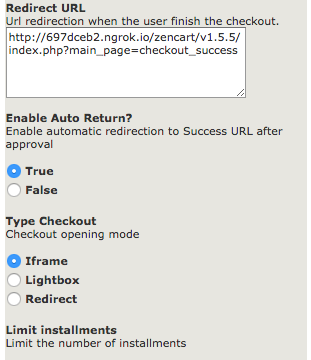 Redirect URL
Url redirection when the user finish the checkout.
http://697dceb2.ngrok.io/zencart/v1.5.5/
index.php?main_page=checkout_success
Enable Auto Return?
Enable automatic redirection to Success URL after
approval
True
False
Type Checkout
Checkout opening mode
Iframe
Lightbox
Redirect
Limit installments
Limit the number of installments